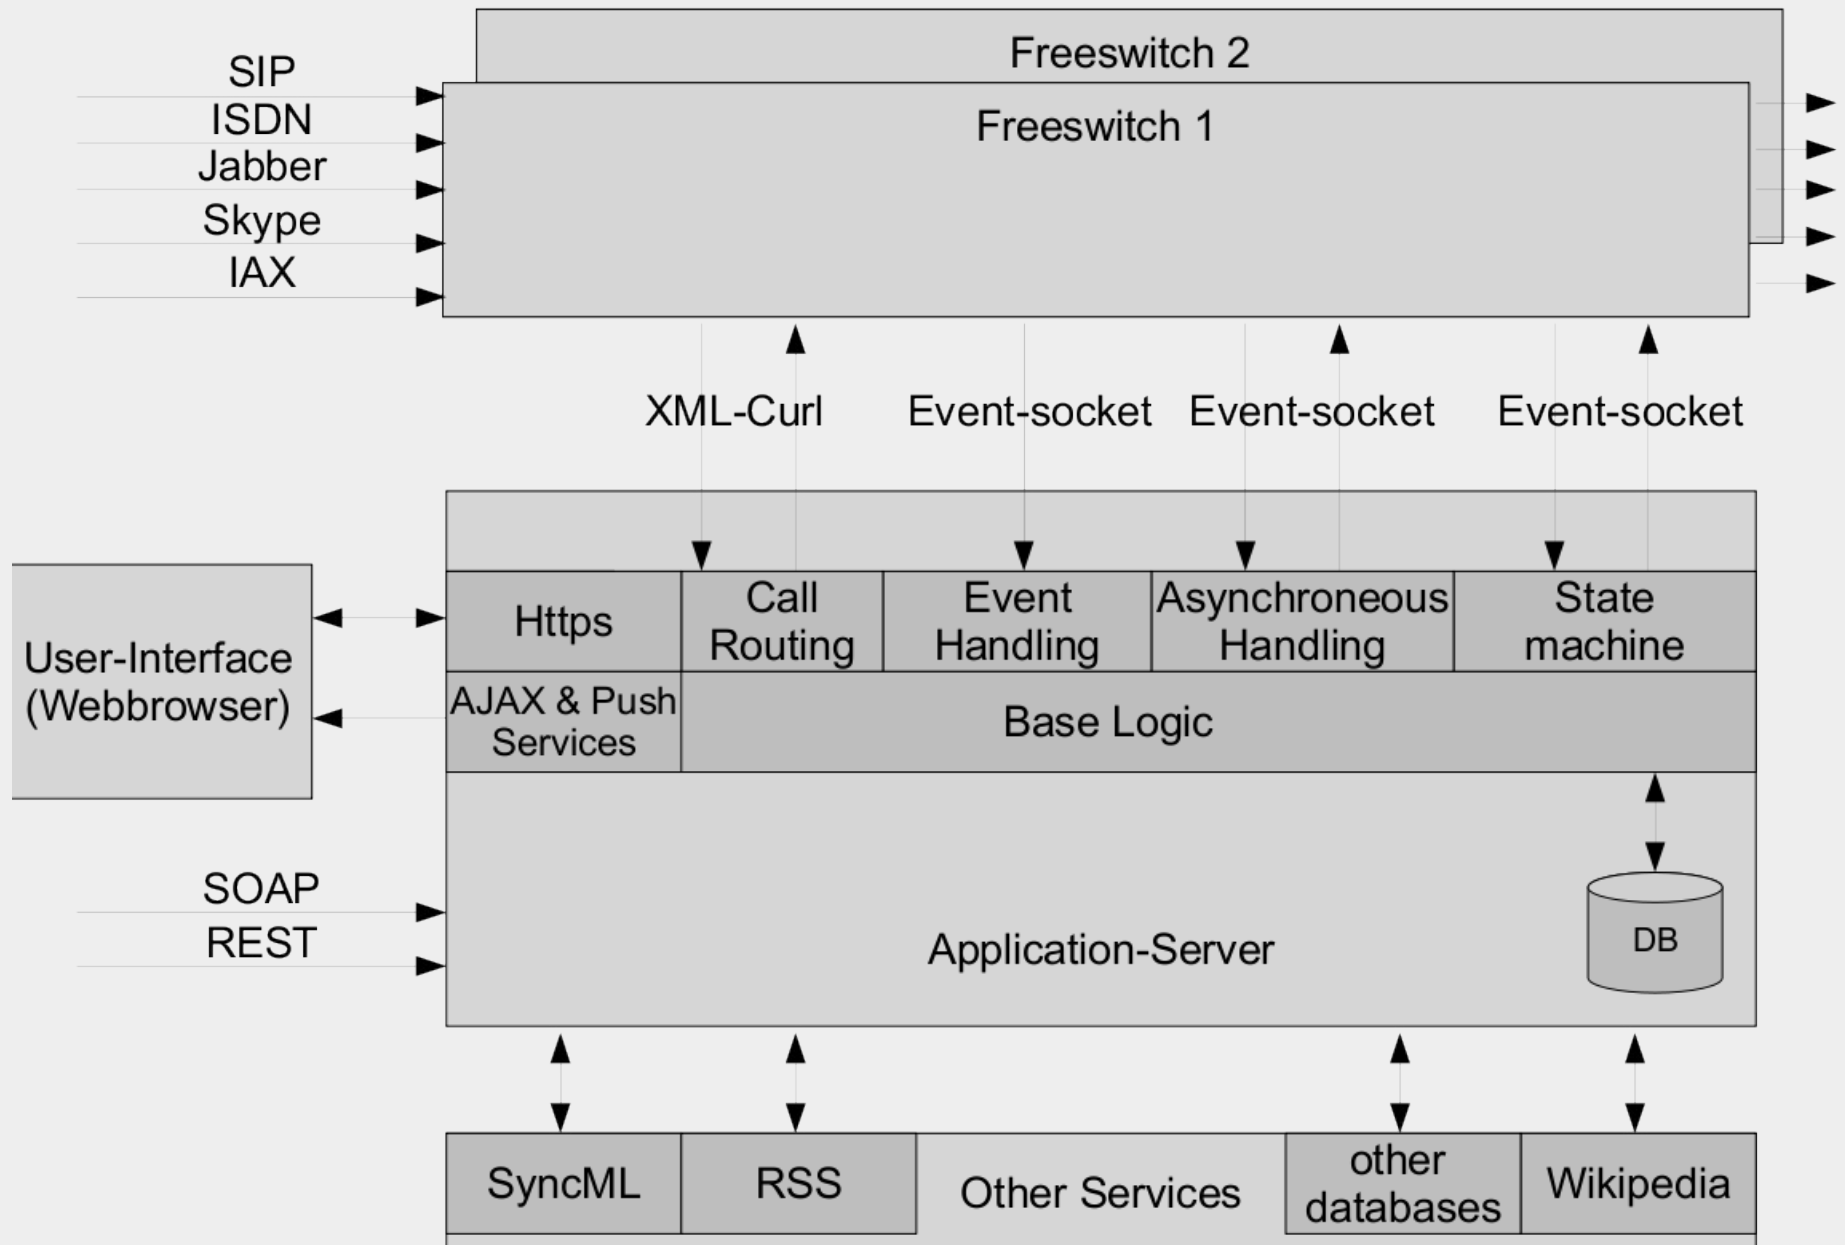 Freeswitch 2
Freeswitch 1
SIP
ISDN
Jabber
Skype
IAX
XML-Curl
Event-socket
Event-socket
Event-socket
User-Interface
(Webbrowser)
Https
Call
Routing
Event
Handling
Asynchroneous
Handling
State
machine
AJAX & Push
Services
Base Logic
SOAP
REST
Application-Server
DB
SyncML
RSS
Other Services
other
databases
Wikipedia